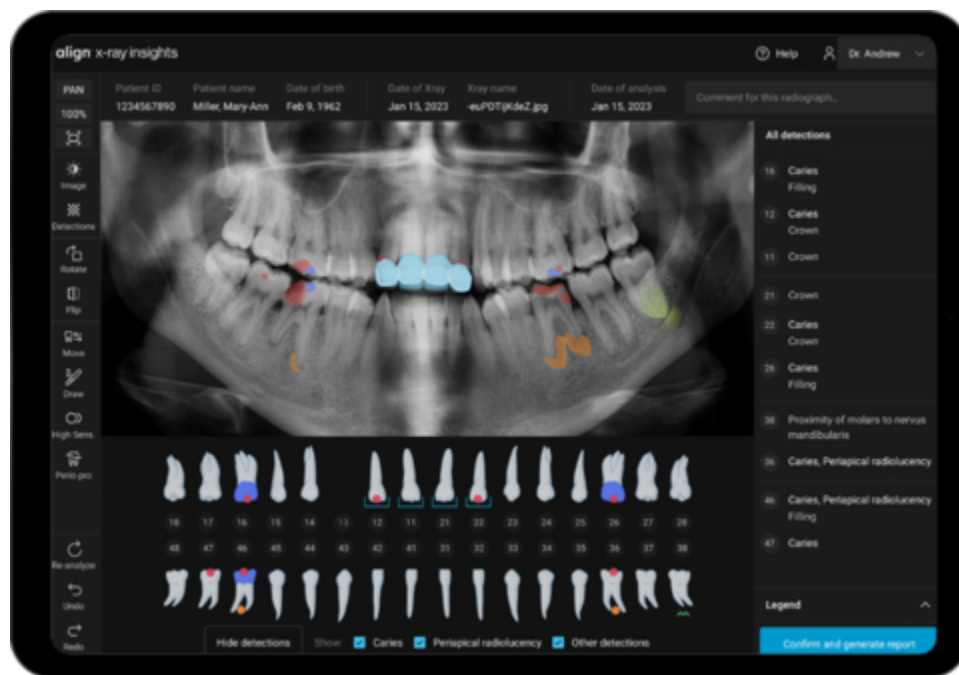 align x-ray insights
Help
Dr. Andrew
PAN
100%
Patient ID
1234567890
Patient name
Miller, Mary-Ann
Date of birth
Feb 9, 1962
Date of Xray
Jan 15, 2023
Xray name
-euPDTijKdeZ.jpg
Date of analysis
Jan 15, 2023
Comment for this radiograph...
Image
Detections
Rotate
Flip
Move
Draw
High Sens.
Perio pro
Re-analyze
Undo
Redo
All detections
16 Caries
Filling
12 Caries
Crown
11 Crown
21 Crown
22 Caries
Crown
26 Caries
Filling
38 Proximity of molars to nervus
mandibularis
36 Caries, Periapical radiolucency
46 Caries, Periapical radiolucency
Filling
47 Caries
18 17 16 15 14 13 12 11 21 22 23 24 25 26 27 28
48 47 46 45 44 43 42 41 31 32 33 34 35 36 37 38
Hide detections
Show: Caries Periapical radiolucency Other detections
Legend
Confirm and generate report